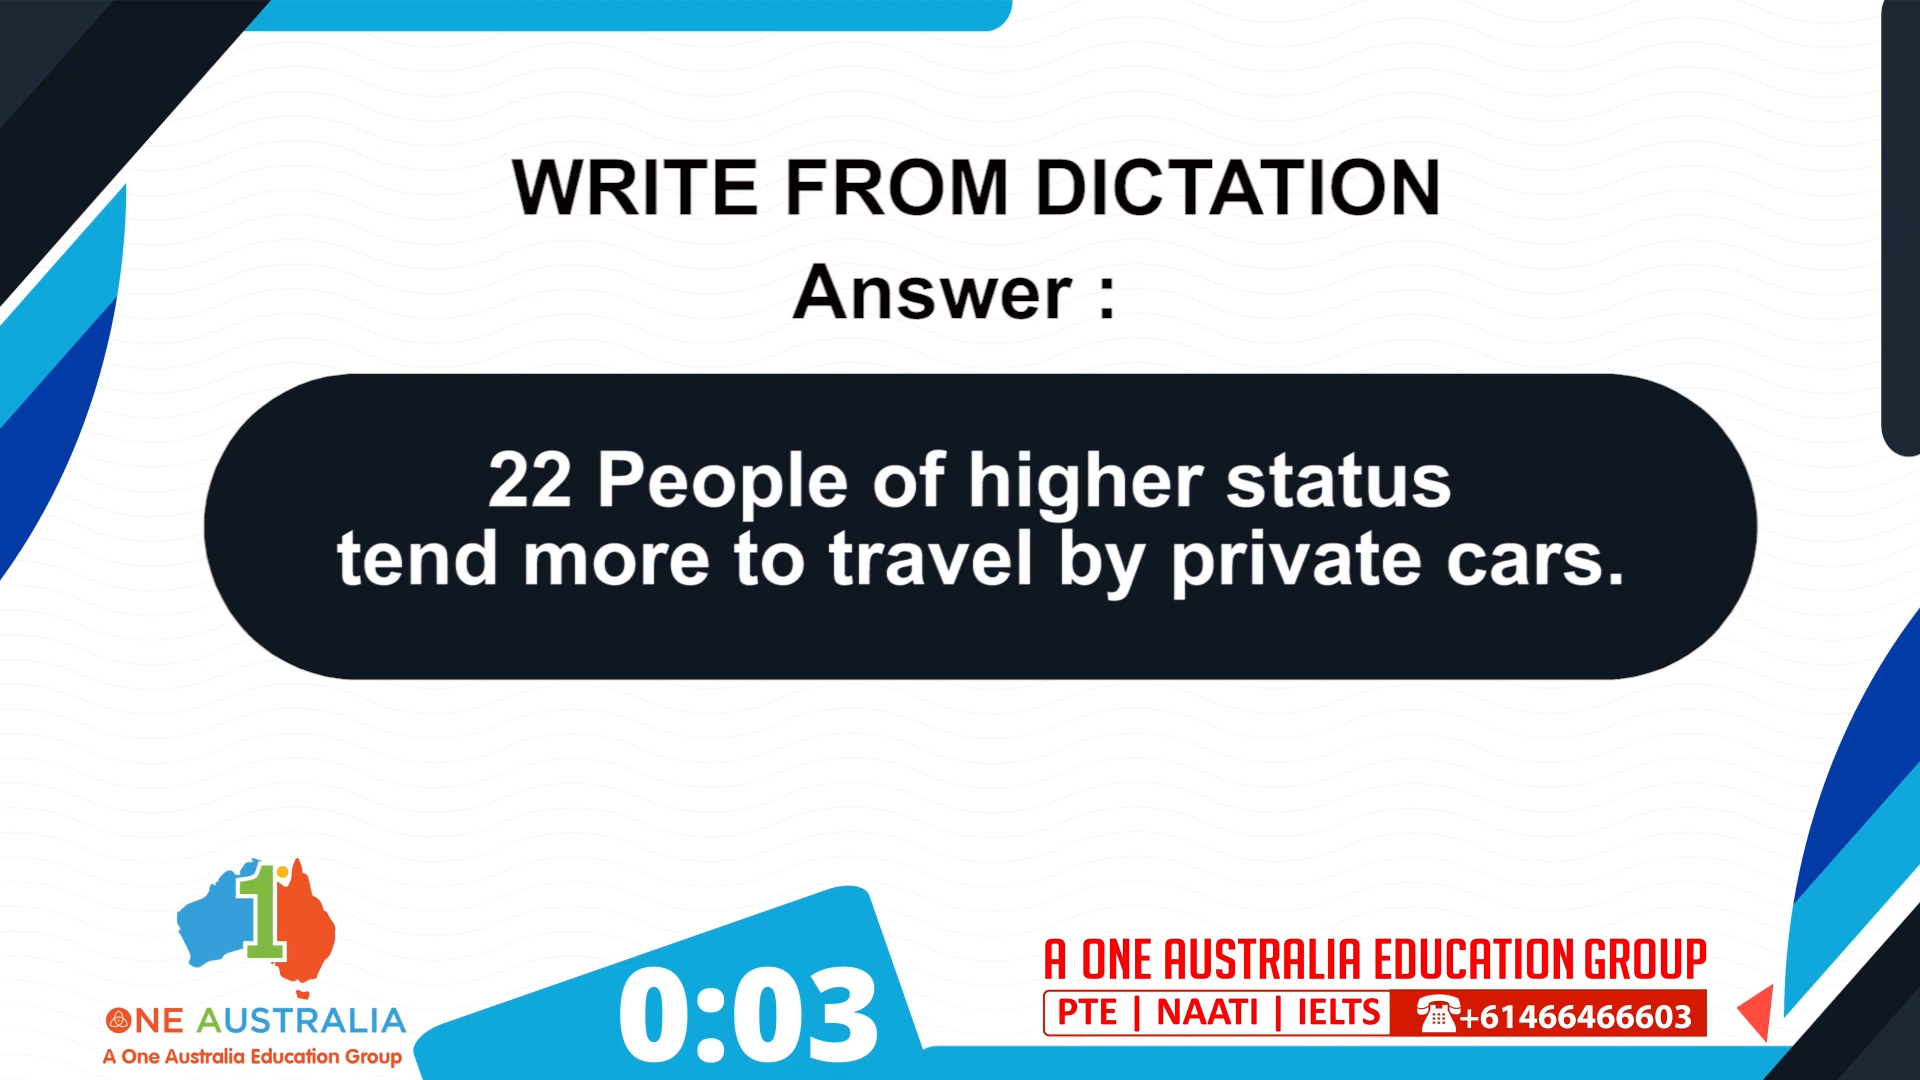 WRITE FROM DICTATION
Answer :
22 People of higher status
tend more to travel by private cars.
1
ONE AUSTRALIA
A One Australia Education Group
0:03
A ONE AUSTRALIA EDUCATION GROUP
PTE | NAATI | IELTS +61466466603